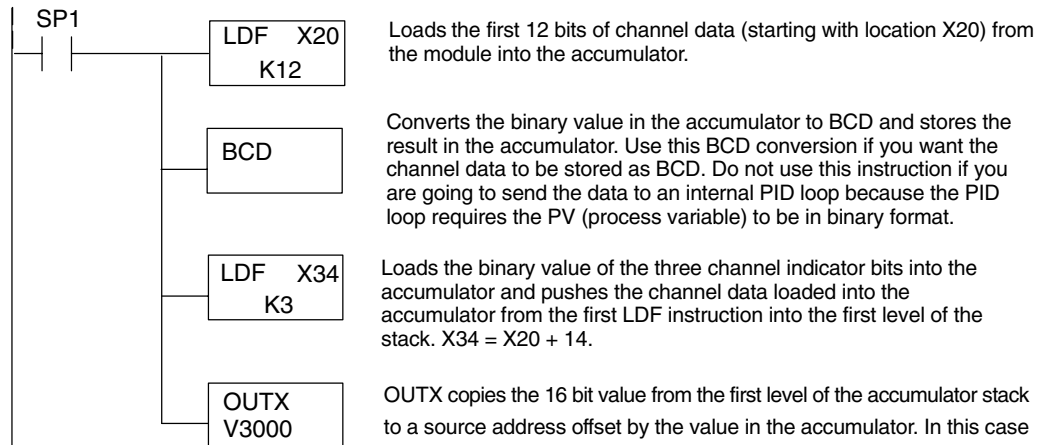 SP1
LDF X20
K12
Loads the first 12 bits of channel data (starting with location X20) from
the module into the accumulator.
BCD
Converts the binary value in the accumulator to BCD and stores the
result in the accumulator. Use this BCD conversion if you want the
channel data to be stored as BCD. Do not use this instruction if you
are going to send the data to an internal PID loop because the PID
loop requires the PV (process variable) to be in binary format.
LDF X34
K3
Loads the binary value of the three channel indicator bits into the
accumulator and pushes the channel data loaded into the
accumulator from the first LDF instruction into the first level of the
stack. X34 = X20 + 14.
OUTX
V3000
OUTX copies the 16 bit value from the first level of the accumulator stack
to a source address offset by the value in the accumulator. In this case